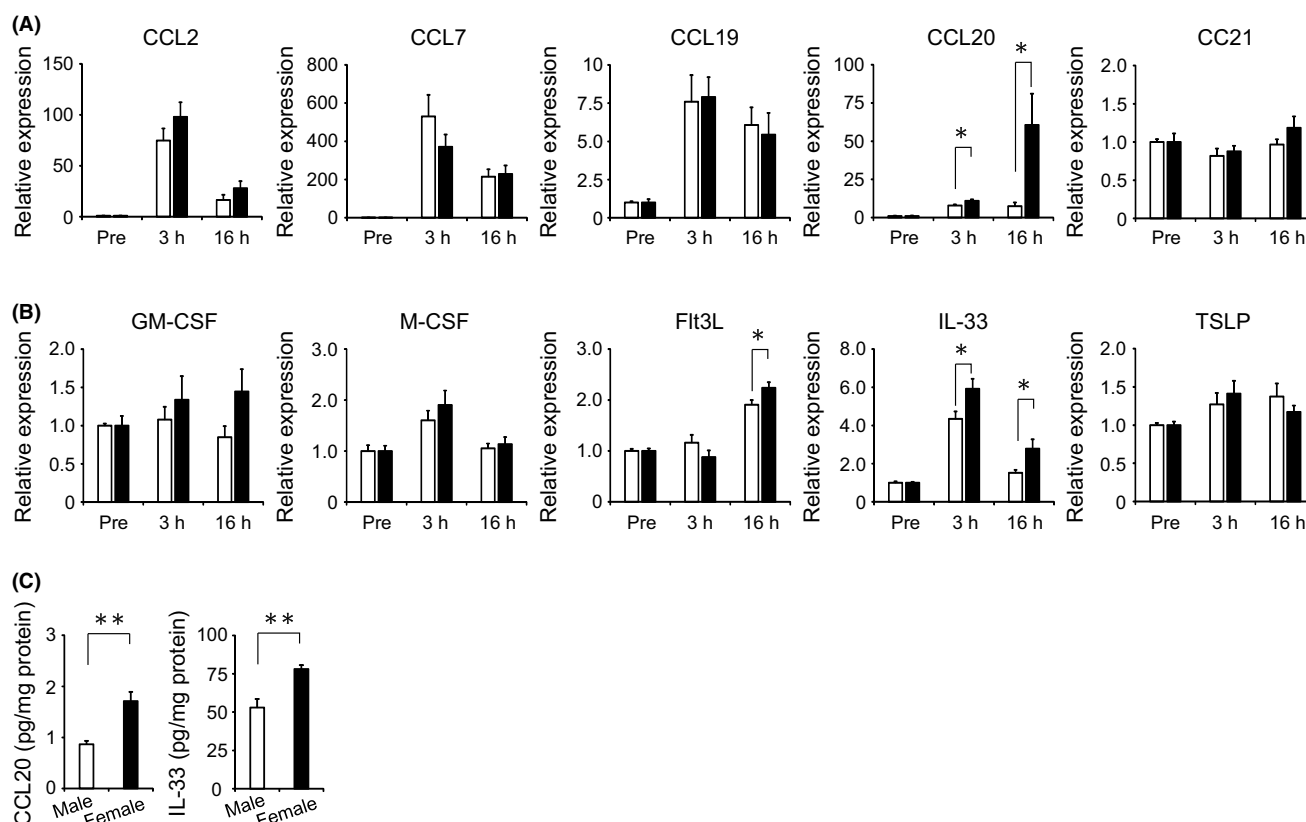 (A)
CCL2
Relative expression
150
100
50
0
Pre 3 h 16 h
CCL7
Relative expression
800
600
400
200
0
Pre 3 h 16 h
CCL19
Relative expression
10
7.5
5
2.5
0
Pre 3 h 16 h
CCL20
Relative expression
100
75
50
25
0
*
*
Pre 3 h 16 h
CC21
Relative expression
2.0
1.5
1.0
0.5
0
Pre 3 h 16 h
(B)
GM-CSF
Relative expression
2.0
1.5
1.0
0.5
0
Pre 3 h 16 h
M-CSF
Relative expression
3.0
2.0
1.0
0
Pre 3 h 16 h
Flt3L
Relative expression
3.0
2.0
1.0
0
*
Pre 3 h 16 h
IL-33
Relative expression
8.0
6.0
4.0
2.0
0
*
*
Pre 3 h 16 h
TSLP
Relative expression
2.0
1.5
1.0
0.5
0
Pre 3 h 16 h
(C)
CCL20 (pg/mg protein)
3
2
1
0
**
Male Female
IL-33 (pg/mg protein)
100
75
50
25
0
**
Male Female